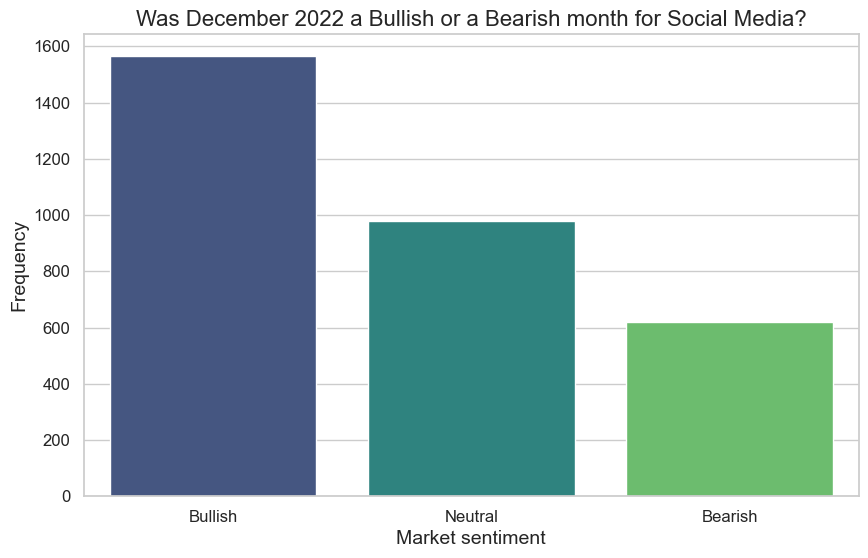 Was December 2022 a Bullish or a Bearish month for Social Media?
1600
1400
1200
1000
800
600
400
200
0
Frequency
Bullish
Neutral
Bearish
Market sentiment